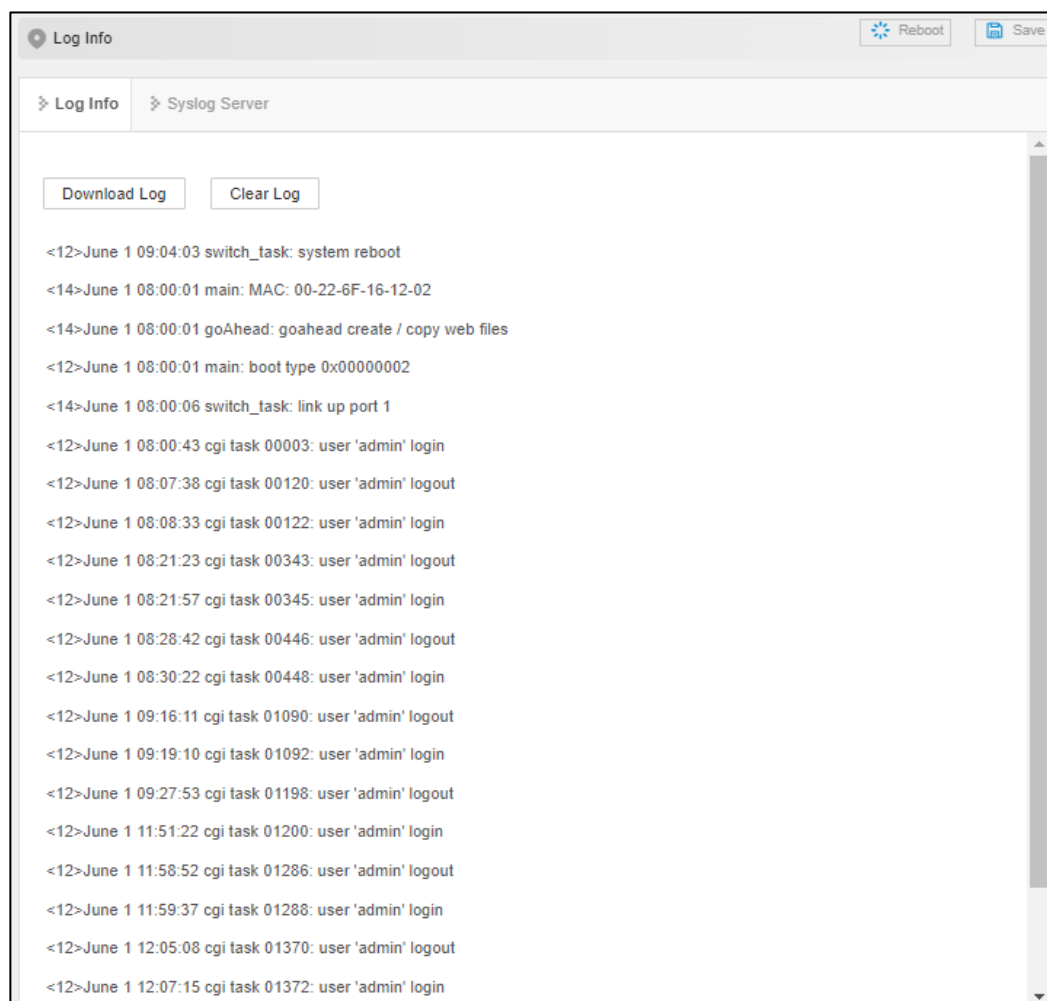 Log Info
Reboot
Save
Log Info
Syslog Server
Download Log
Clear Log
<12>June 1 09:04:03 switch_task: system reboot
<14>June 1 08:00:01 main: MAC: 00-22-6F-16-12-02
<14>June 1 08:00:01 goAhead: goahead create / copy web files
<12>June 1 08:00:01 main: boot type 0x00000002
<14>June 1 08:00:06 switch_task: link up port 1
<12>June 1 08:00:43 cgi task 00003: user 'admin' login
<12>June 1 08:07:38 cgi task 00120: user 'admin' logout
<12>June 1 08:08:33 cgi task 00122: user 'admin' login
<12>June 1 08:21:23 cgi task 00343: user 'admin' logout
<12>June 1 08:21:57 cgi task 00345: user 'admin' login
<12>June 1 08:28:42 cgi task 00446: user 'admin' logout
<12>June 1 08:30:22 cgi task 00448: user 'admin' login
<12>June 1 09:16:11 cgi task 01090: user 'admin' logout
<12>June 1 09:19:10 cgi task 01092: user 'admin' login
<12>June 1 09:27:53 cgi task 01198: user 'admin' logout
<12>June 1 11:51:22 cgi task 01200: user 'admin' login
<12>June 1 11:58:52 cgi task 01286: user 'admin' logout
<12>June 1 11:59:37 cgi task 01288: user 'admin' login
<12>June 1 12:05:08 cgi task 01370: user 'admin' logout
<12>June 1 12:07:15 cgi task 01372: user 'admin' login